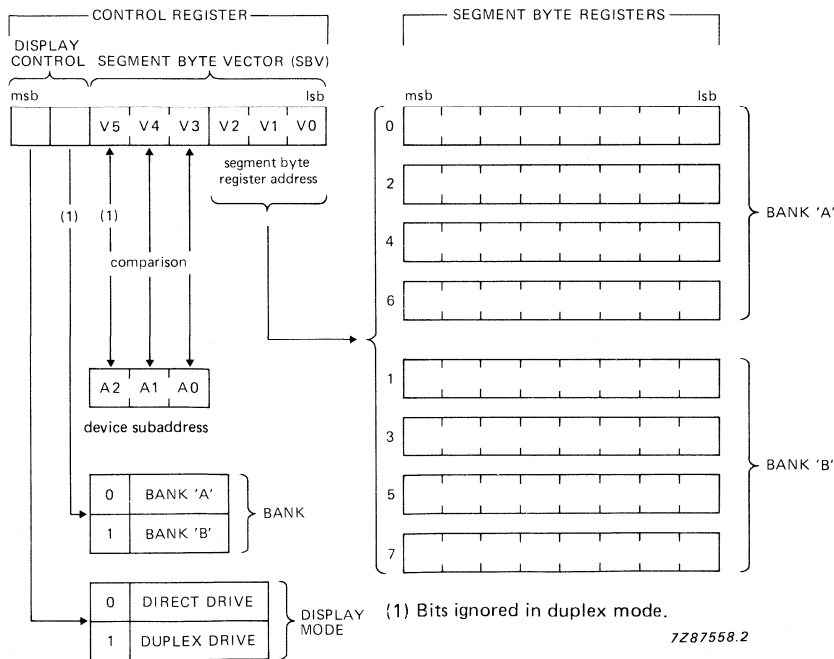 CONTROL REGISTER
DISPLAY CONTROL
SEGMENT BYTE VECTOR (SBV)
msb lsb
V5 V4 V3 V2 V1 V0
segment byte
register address
(1) (1)
comparison
A2 A1 A0
device subaddress
0 BANK 'A'
1 BANK 'B'
BANK
0 DIRECT DRIVE
1 DUPLEX DRIVE
DISPLAY
MODE
SEGMENT BYTE REGISTERS
msb lsb
0
2
4
6
BANK 'A'
1
3
5
7
BANK 'B'
(1) Bits ignored in duplex mode.
7Z87558.2